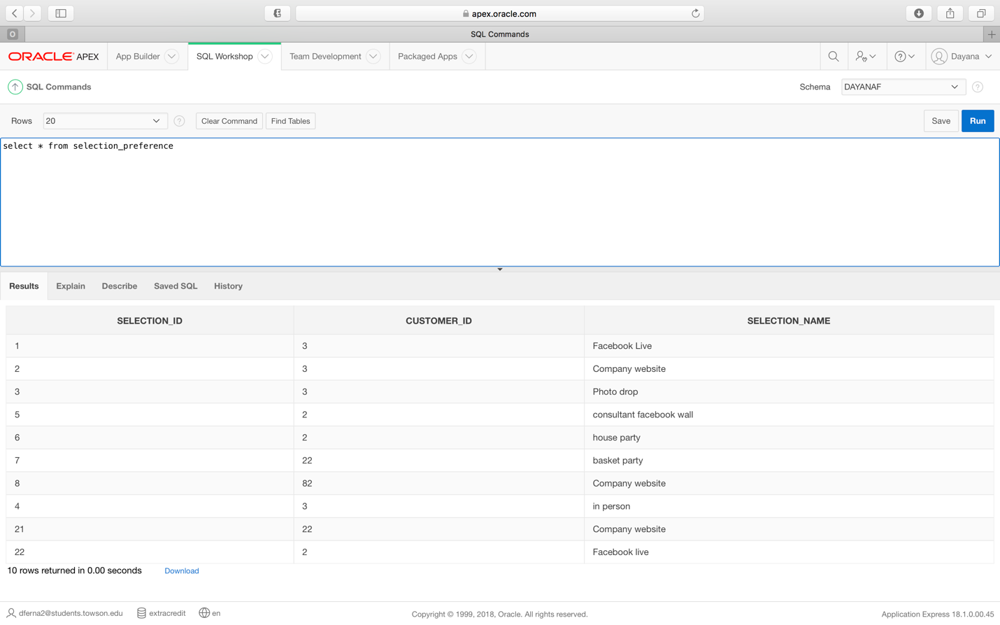 apex.oracle.com
O
SQL Commands
ORACLE APEX
App Builder
SQL Workshop
Team Development
Packaged Apps
?
Dayana
SQL Commands
Schema
DAYANAF
?
Rows
20
?
Clear Command
Find Tables
Save
Run
select * from selection_preference
Results
Explain
Describe
Saved SQL
History
SELECTION_ID CUSTOMER_ID SELECTION_NAME
1 3 Facebook Live
2 3 Company website
3 3 Photo drop
5 2 consultant facebook wall
6 2 house party
7 22 basket party
8 82 Company website
4 3 in person
21 22 Company website
22 2 Facebook live
10 rows returned in 0.00 seconds
Download
dferna2@students.towson.edu
extracredit
en
Copyright © 1999, 2018, Oracle. All rights reserved.
Application Express 18.1.0.00.45